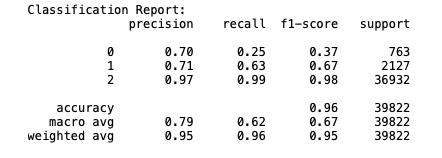 Classification Report:
precision recall f1-score support
0 0.70 0.25 0.37 763
1 0.71 0.63 0.67 2127
2 0.97 0.99 0.98 36932
accuracy 0.96 39822
macro avg 0.79 0.62 0.67 39822
weighted avg 0.95 0.96 0.95 39822